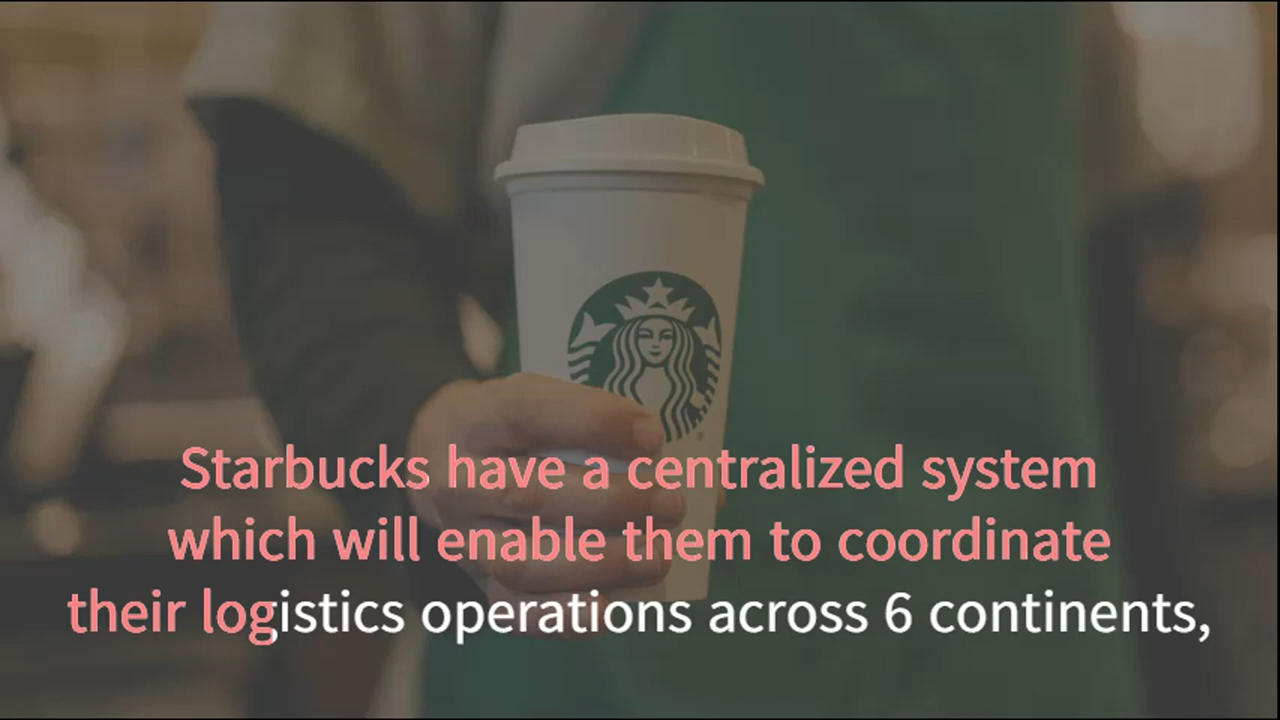 Starbucks have a centralized system
which will enable them to coordinate
their logistics operations across 6 continents,